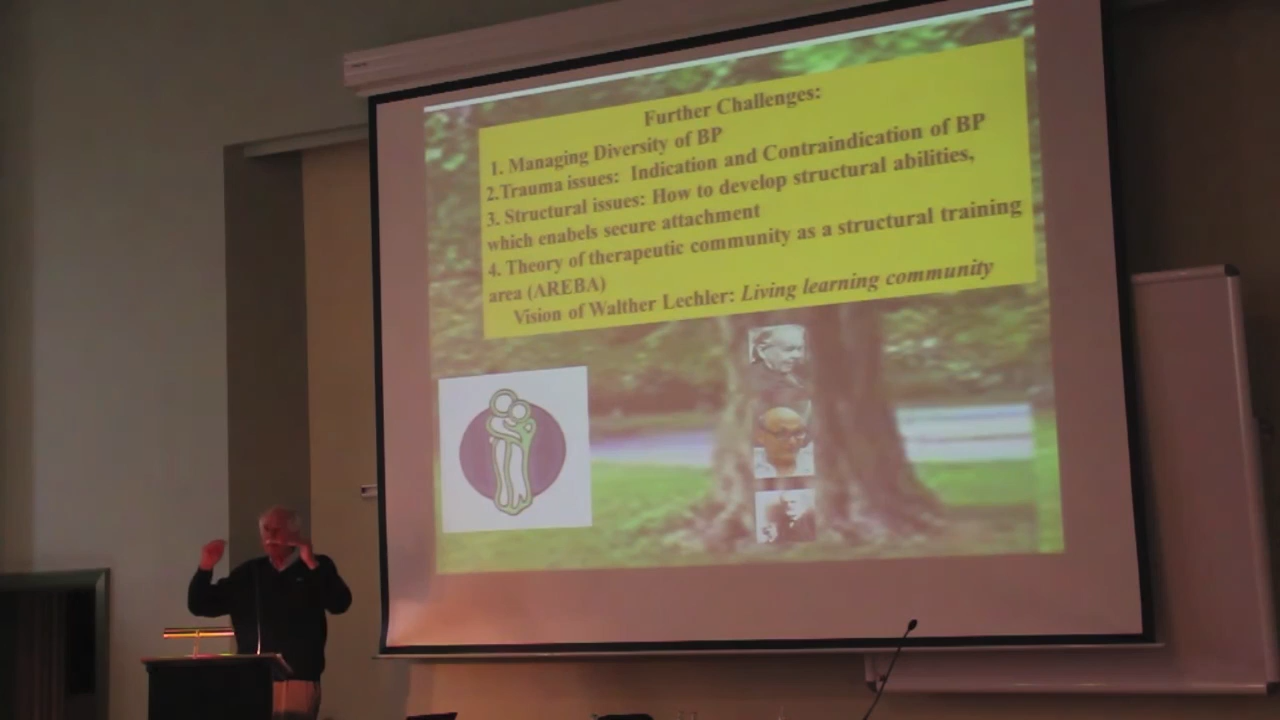 Further Challenges:
1. Managing Diversity of BP
2.Trauma issues: Indication and Contraindication of BP
3. Structural issues: How to develop structural abilities,
which enabels secure attachment
4. Theory of therapeutic community as a structural training
area (AREBA)
Vision of Walther Lechler: Living learning community